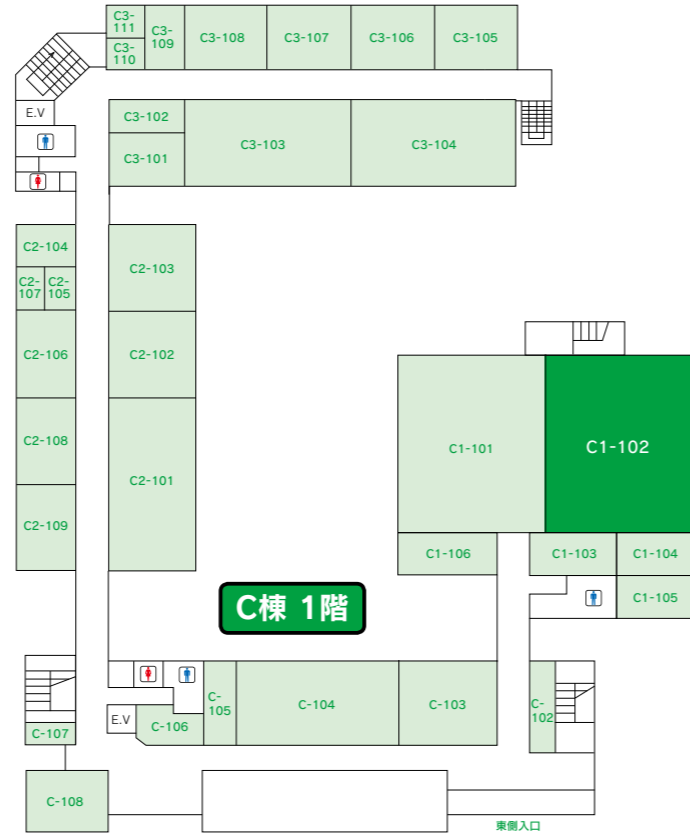 C3-
111
C3-
110
C3-
109
C3-108
C3-107
C3-106
C3-105
E.V
C3-102
C3-101
C3-103
C3-104
C2-104
C2-
107
C2-
105
C2-103
C2-106
C2-102
C2-108
C2-101
C2-109
C1-101
C1-102
C1-106
C1-103
C1-104
C1-105
C棟 1階
C-
105
C-104
C-103
C-
102
E.V
C-106
C-107
C-108
東側入口